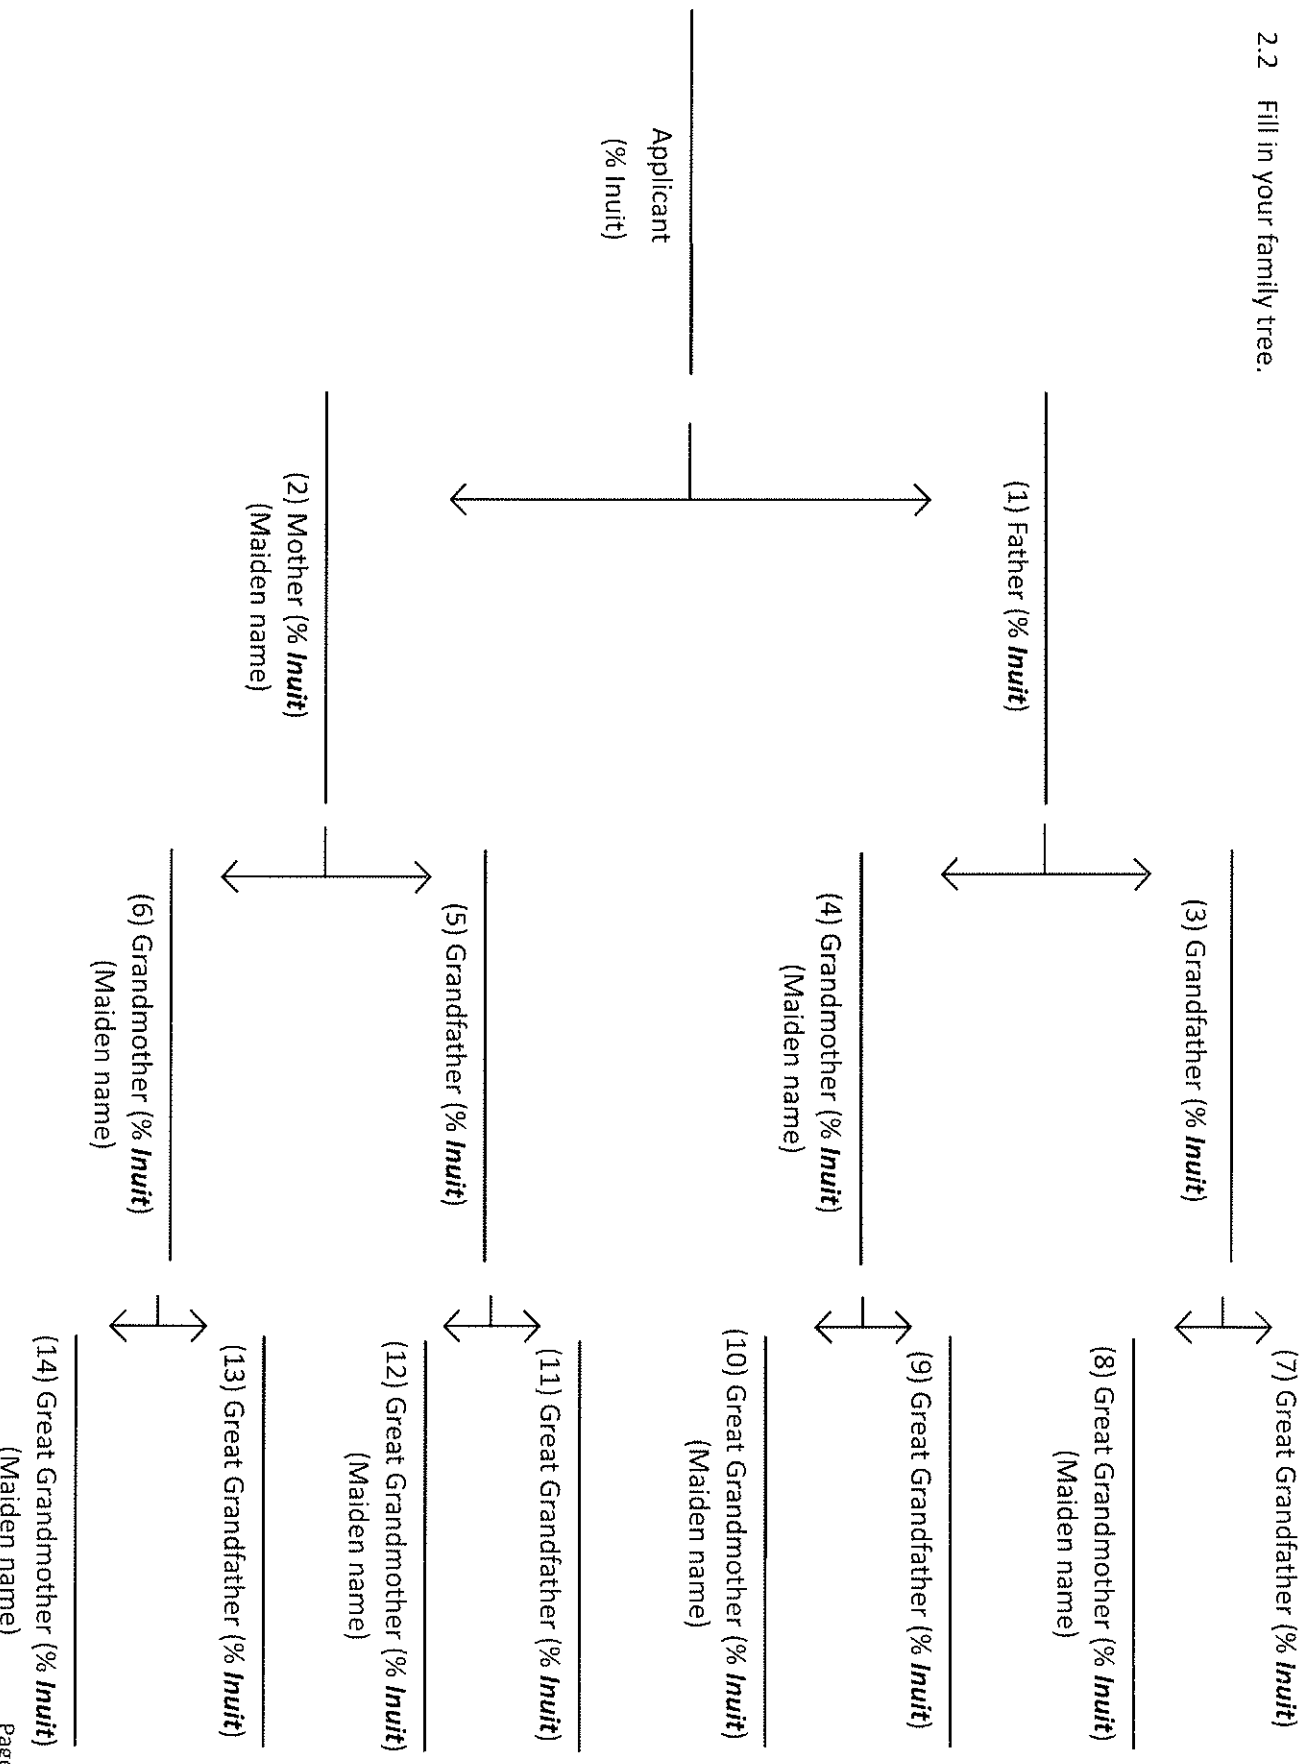 2.2 Fill in your family tree.
(7) Great Grandfather (% Inuit)
(3) Grandfather (% Inuit)
(8) Great Grandmother (% Inuit)
(Maiden name)
(1) Father (% Inuit)
(9) Great Grandfather (% Inuit)
(4) Grandmother (% Inuit)
(Maiden name)
(10) Great Grandmother (% Inuit)
(Maiden name)
Applicant
(% Inuit)
(11) Great Grandfather (% Inuit)
(5) Grandfather (% Inuit)
(12) Great Grandmother (% Inuit)
(Maiden name)
(2) Mother (% Inuit)
(Maiden name)
(13) Great Grandfather (% Inuit)
(6) Grandmother (% Inuit)
(Maiden name)
(14) Great Grandmother (% Inuit)
(Maiden name)
Page